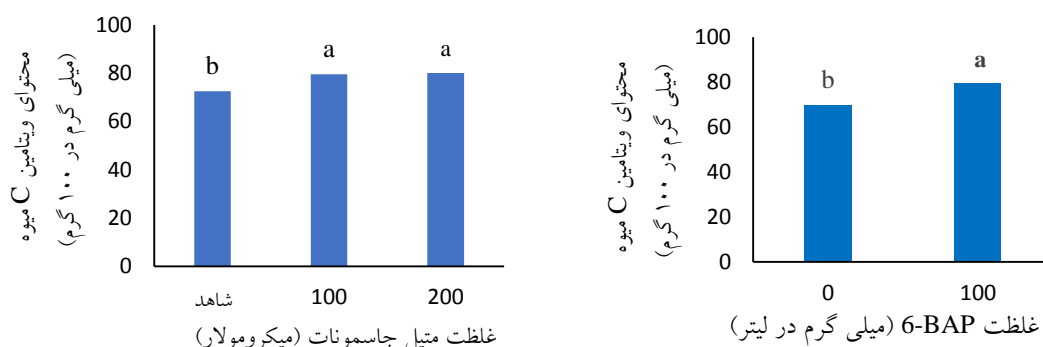 محتوای ویتامین C میوه
(میلی گرم در ۱۰۰ گرم)
100
80
60
40
20
0
b
a
a
شاهد
100
200
غلظت متیل جاسمونات (میکرومولار)
محتوای ویتامین C میوه
(میلی گرم در ۱۰۰ گرم)
100
80
60
40
20
0
b
a
0
100
غلظت 6-BAP (میلی گرم در لیتر)